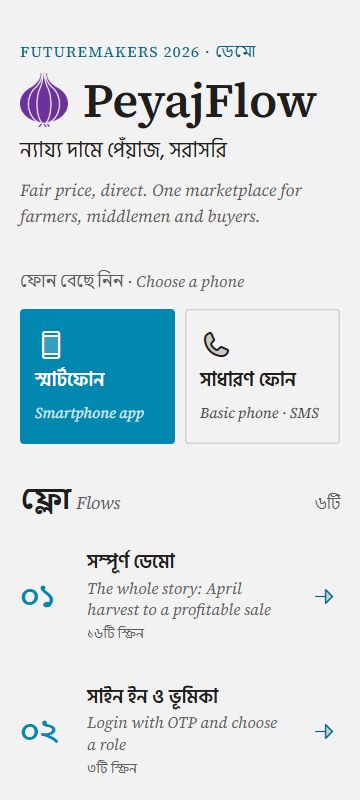 FUTUREMAKERS 2026 · ডেমো
PeyajFlow
ন্যায্য দামে পেঁয়াজ, সরাসরি
Fair price, direct. One marketplace for
farmers, middlemen and buyers.
ফোন বেছে নিন · Choose a phone
স্মার্টফোন
Smartphone app
সাধারণ ফোন
Basic phone · SMS
ফ্লো Flows
৬টি
০১
সম্পূর্ণ ডেমো
The whole story: April
harvest to a profitable sale
১৬টি স্ক্রিন
০২
সাইন ইন ও ভূমিকা
Login with OTP and choose
a role
৩টি স্ক্রিন